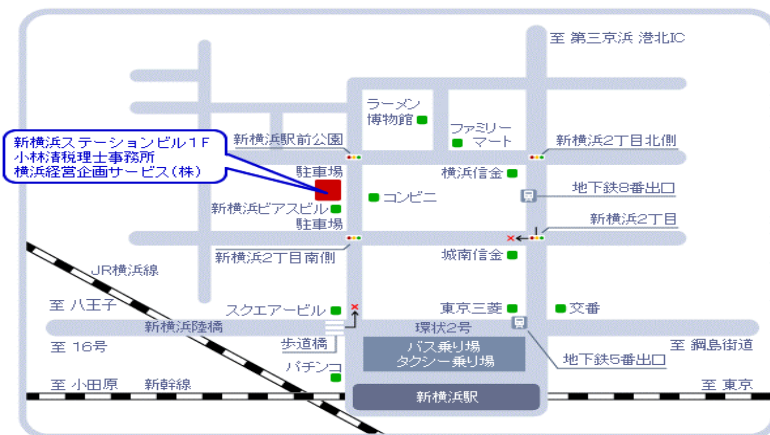 至 第三京浜 港北IC
ラーメン
博物館
ファミリー
マート
新横浜駅前公園
新横浜2丁目北側
新横浜ステーションビル1F
小林清税理士事務所
横浜経営企画サービス(株)
駐車場
横浜信金
地下鉄8番出口
コンビニ
新横浜ビアスビル
駐車場
新横浜2丁目
新横浜2丁目南側
城南信金
JR横浜線
至 八王子
スクエアービル
東京三菱
交番
新横浜陸橋
環状2号
至 16号
歩道橋
バス乗り場
タクシー乗り場
至 綱島街道
地下鉄5番出口
パチンコ
至 小田原
新幹線
新横浜駅
至 東京